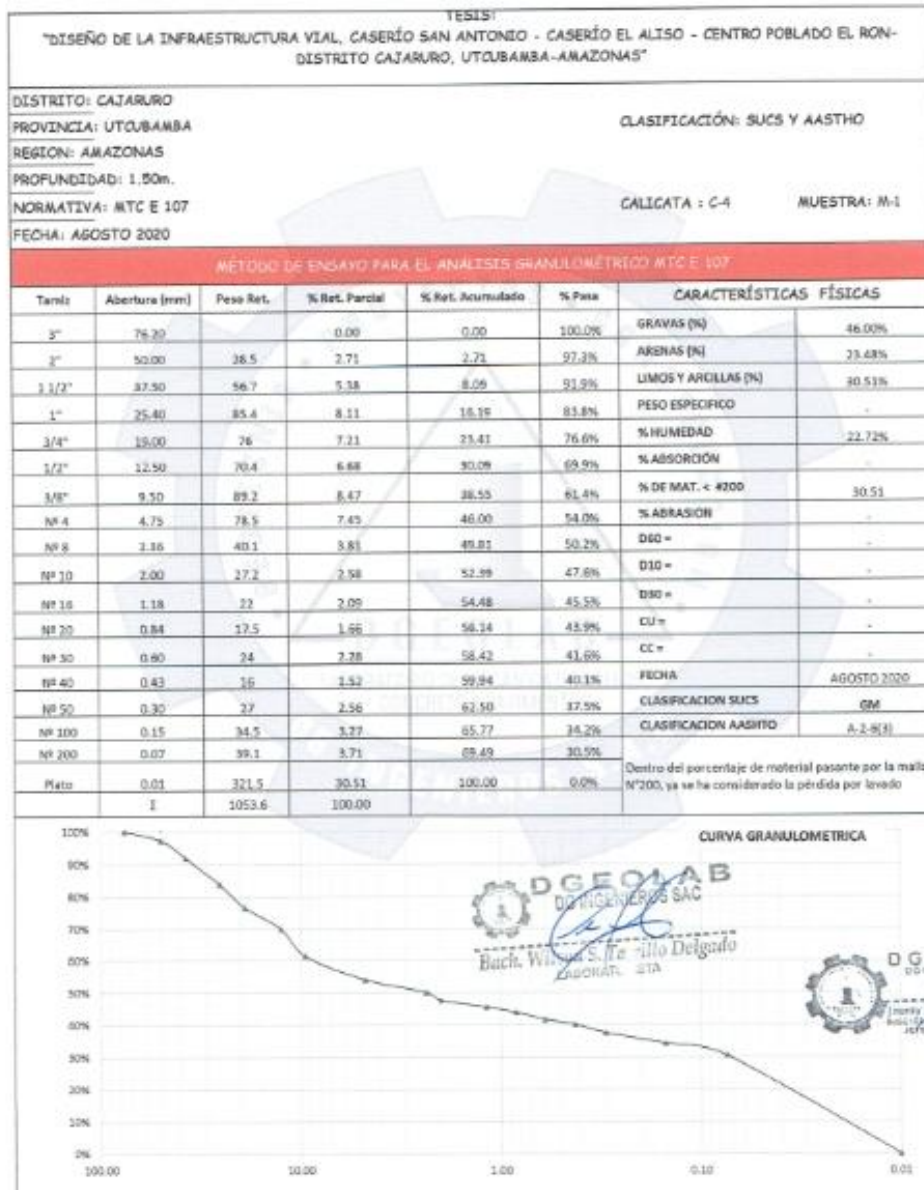 TESIS:
"DISEÑO DE LA INFRAESTRUCTURA VIAL, CASERÍO SAN ANTONIO - CASERÍO EL ALISO - CENTRO POBLADO EL RON-
DISTRITO CAJARURO, UTCUBAMBA-AMAZONAS"
DISTRITO: CAJARURO
PROVINCIA: UTCUBAMBA CLASIFICACIÓN: SUCS Y AASTHO
REGION: AMAZONAS
PROFUNDIDAD: 1.50m.
NORMATIVA: MTC E 107 CALICATA : C-4 MUESTRA: M-1
FECHA: AGOSTO 2020
MÉTODO DE ENSAYO PARA EL ANÁLISIS GRANULOMÉTRICO MTC E 107
Tamiz Abertura (mm) Peso Ret. % Ret. Parcial % Ret. Acumulado % Pasa CARACTERÍSTICAS FÍSICAS
3" 76.20 0.00 0.00 100.0% GRAVAS (%) 46.00%
2" 50.00 28.5 2.71 2.71 97.3% ARENAS (%) 23.48%
1 1/2" 37.50 56.7 5.38 8.09 91.9% LIMOS Y ARCILLAS (%) 30.51%
1" 25.40 85.4 8.11 16.19 83.8% PESO ESPECIFICO -
3/4" 19.00 76 7.21 23.41 76.6% % HUMEDAD 22.72%
1/2" 12.50 70.4 6.68 30.09 69.9% % ABSORCIÓN -
3/8" 9.50 89.2 8.47 38.55 61.4% % DE MAT. < #200 30.51
Nº 4 4.75 78.5 7.45 46.00 54.0% % ABRASION -
Nº 8 2.36 40.1 3.81 49.81 50.2% D60 = -
Nº 10 2.00 27.2 2.58 52.39 47.6% D10 = -
Nº 16 1.18 22 2.09 54.48 45.5% D30 = -
Nº 20 0.84 17.5 1.66 56.14 43.9% CU = -
Nº 30 0.60 24 2.28 58.42 41.6% CC = -
Nº 40 0.43 16 1.52 59.94 40.1% FECHA AGOSTO 2020
Nº 50 0.30 27 2.56 62.50 37.5% CLASIFICACION SUCS GM
Nº 100 0.15 34.5 3.27 65.77 34.2% CLASIFICACION AASHTO A-2-6(3)
Nº 200 0.07 39.1 3.71 69.49 30.5%
Plato 0.01 321.5 30.51 100.00 0.0% Dentro del porcentaje de material pasante por la malla
Σ 1053.6 100.00 N°200, ya se ha considerado la pérdida por lavado
CURVA GRANULOMETRICA
100%
90%
80%
70%
60%
50%
40%
30%
20%
10%
0%
100.00 10.00 1.00 0.10 0.01
DGEOLAB
DG INGENIEROS SAC
Bach. S. Delgado
DG